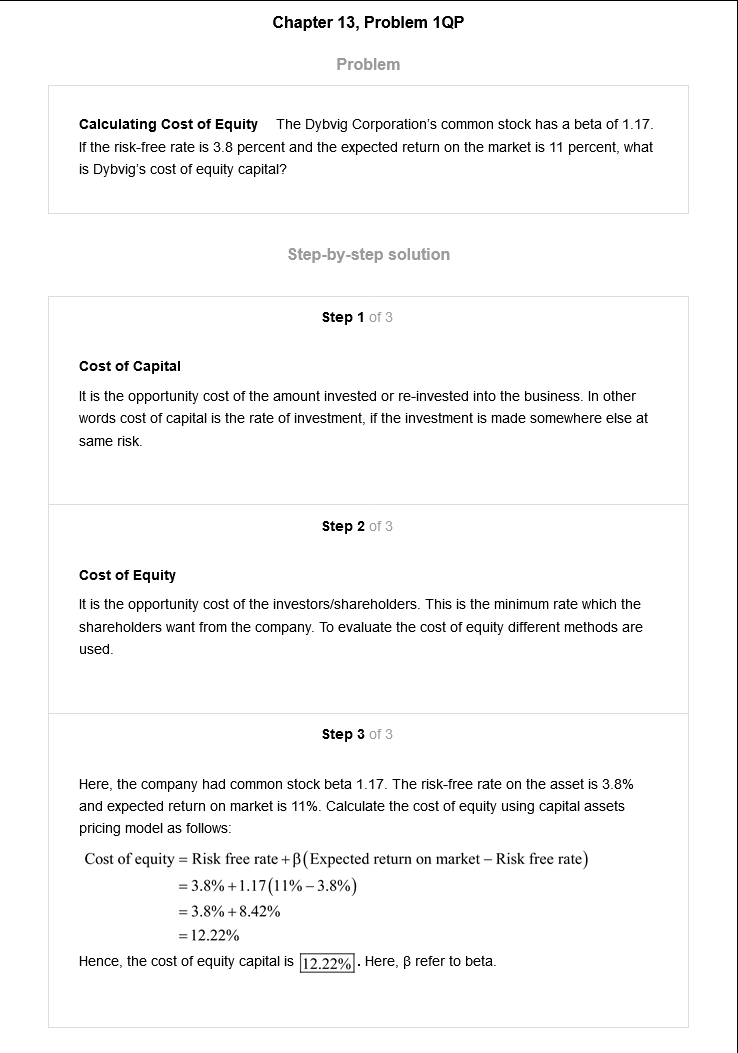 Chapter 13, Problem 1QP
Problem
Calculating Cost of Equity The Dybvig Corporation's common stock has a beta of 1.17.
If the risk-free rate is 3.8 percent and the expected return on the market is 11 percent, what
is Dybvig's cost of equity capital?
Step-by-step solution
Step 1 of 3
Cost of Capital
It is the opportunity cost of the amount invested or re-invested into the business. In other
words cost of capital is the rate of investment, if the investment is made somewhere else at
same risk.
Step 2 of 3
Cost of Equity
It is the opportunity cost of the investors/shareholders. This is the minimum rate which the
shareholders want from the company. To evaluate the cost of equity different methods are
used.
Step 3 of 3
Here, the company had common stock beta 1.17. The risk-free rate on the asset is 3.8%
and expected return on market is 11%. Calculate the cost of equity using capital assets
pricing model as follows:
Cost of equity = Risk free rate + β(Expected return on market – Risk free rate)
= 3.8% + 1.17(11% – 3.8%)
= 3.8% + 8.42%
= 12.22%
Hence, the cost of equity capital is 12.22%. Here, β refer to beta.